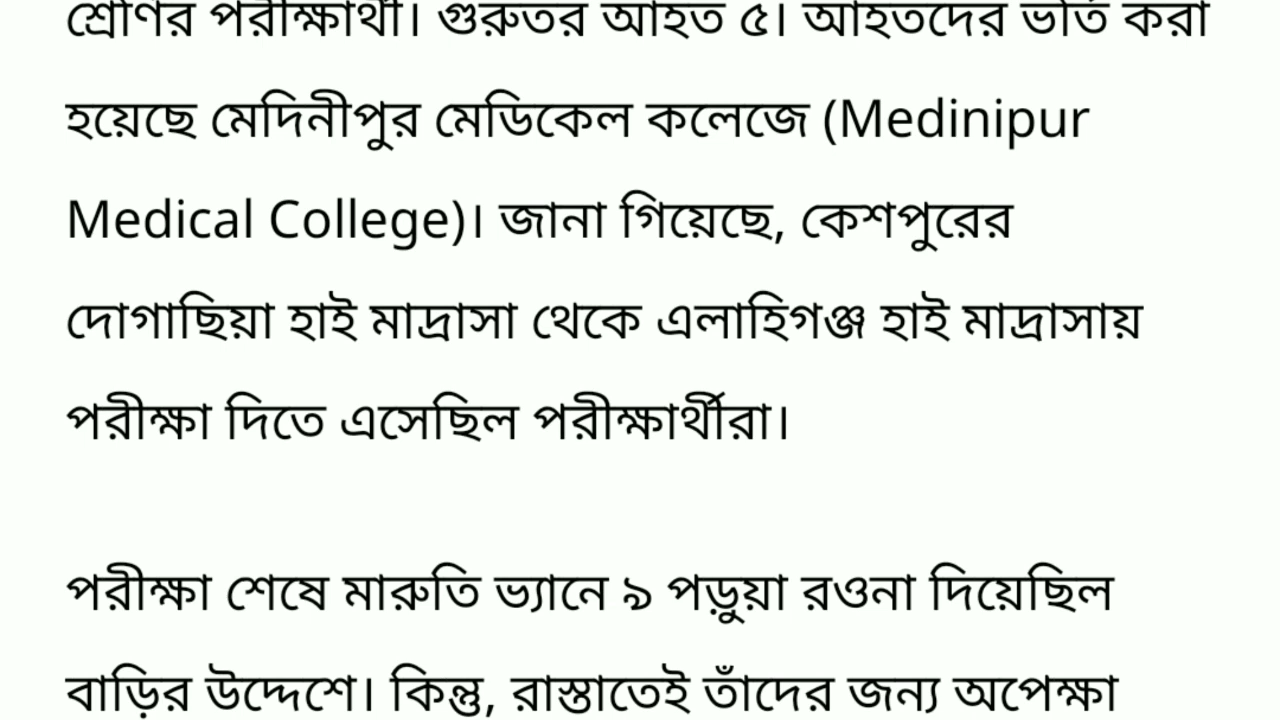 শ্রেণির পরীক্ষার্থী। গুরুতর আহত ৫। আহতদের ভর্তি করা
হয়েছে মেদিনীপুর মেডিকেল কলেজে (Medinipur
Medical College)। জানা গিয়েছে, কেশপুরের
দোগাছিয়া হাই মাদ্রাসা থেকে এলাহিগঞ্জ হাই মাদ্রাসায়
পরীক্ষা দিতে এসেছিল পরীক্ষার্থীরা।
পরীক্ষা শেষে মারুতি ভ্যানে ৯ পড়ুয়া রওনা দিয়েছিল
বাড়ির উদ্দেশে। কিন্তু, রাস্তাতেই তাঁদের জন্য অপেক্ষা